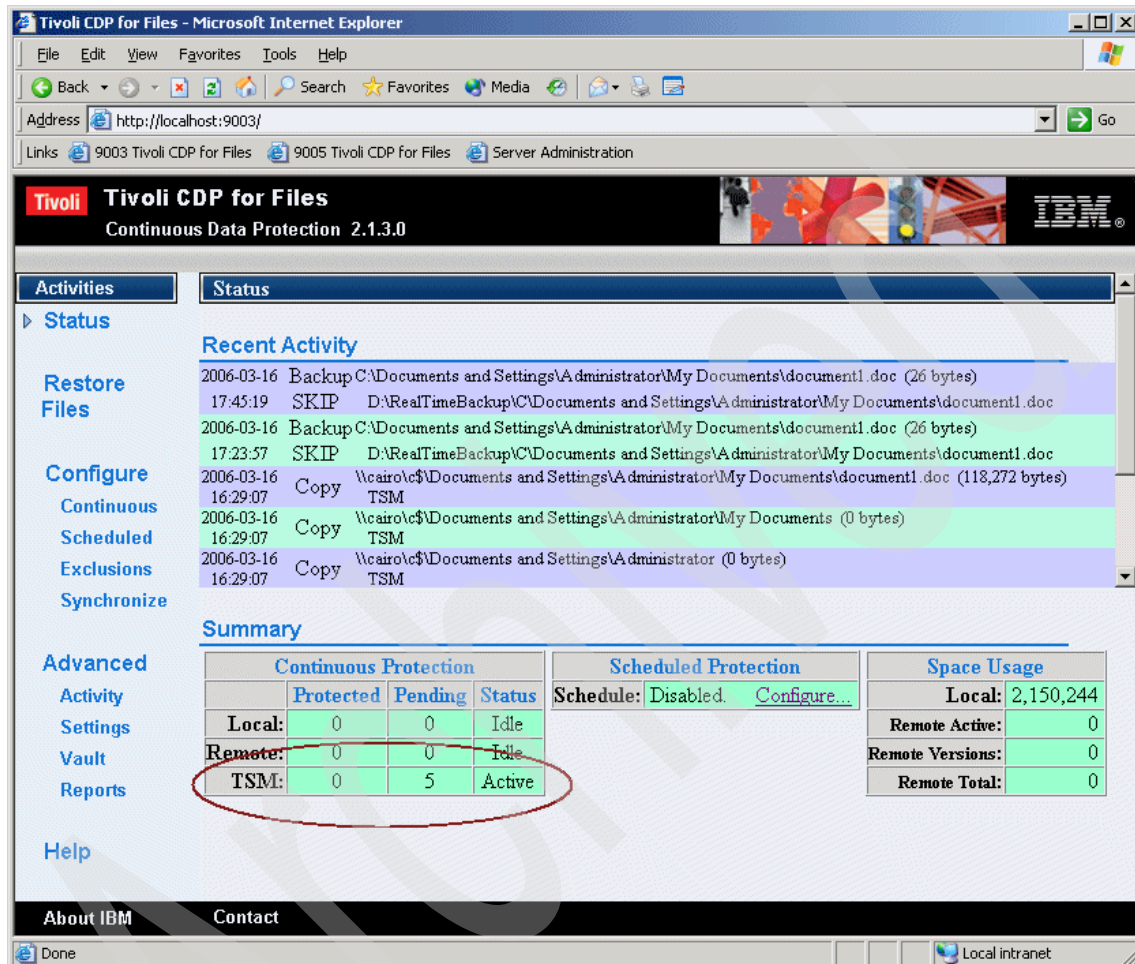 Tivoli CDP for Files - Microsoft Internet Explorer
File Edit View Favorites Tools Help
Back Search Favorites Media
Address http://localhost:9003/ Go
Links 9003 Tivoli CDP for Files 9005 Tivoli CDP for Files Server Administration
Tivoli Tivoli CDP for Files IBM®
Continuous Data Protection 2.1.3.0
Activities
Status
Restore Files
Configure
Continuous
Scheduled
Exclusions
Synchronize
Advanced
Activity
Settings
Vault
Reports
Help
Status
Recent Activity
2006-03-16 Backup C:\Documents and Settings\Administrator\My Documents\document1.doc (26 bytes)
17:45:19 SKIP D:\RealTimeBackup\C\Documents and Settings\Administrator\My Documents\document1.doc
2006-03-16 Backup C:\Documents and Settings\Administrator\My Documents\document1.doc (26 bytes)
17:23:57 SKIP D:\RealTimeBackup\C\Documents and Settings\Administrator\My Documents\document1.doc
2006-03-16 Copy \\cairo\c$\Documents and Settings\Administrator\My Documents\document1.doc (118,272 bytes)
16:29:07 TSM
2006-03-16 Copy \\cairo\c$\Documents and Settings\Administrator\My Documents (0 bytes)
16:29:07 TSM
2006-03-16 Copy \\cairo\c$\Documents and Settings\Administrator (0 bytes)
16:29:07 TSM
Summary
Continuous Protection
Protected Pending Status
Local: 0 0 Idle
Remote: 0 0 Idle
TSM: 0 5 Active
Scheduled Protection
Schedule: Disabled. Configure...
Space Usage
Local: 2,150,244
Remote Active: 0
Remote Versions: 0
Remote Total: 0
About IBM Contact
Done Local intranet
Archived